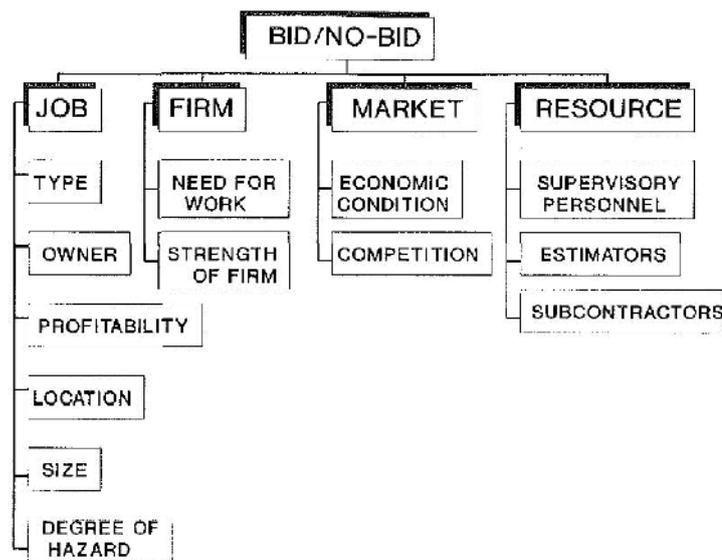 BID/NO-BID
JOB
FIRM
MARKET
RESOURCE
TYPE
OWNER
PROFITABILITY
LOCATION
SIZE
DEGREE OF
HAZARD
NEED FOR
WORK
STRENGTH
OF FIRM
ECONOMIC
CONDITION
COMPETITION
SUPERVISORY
PERSONNEL
ESTIMATORS
SUBCONTRACTORS